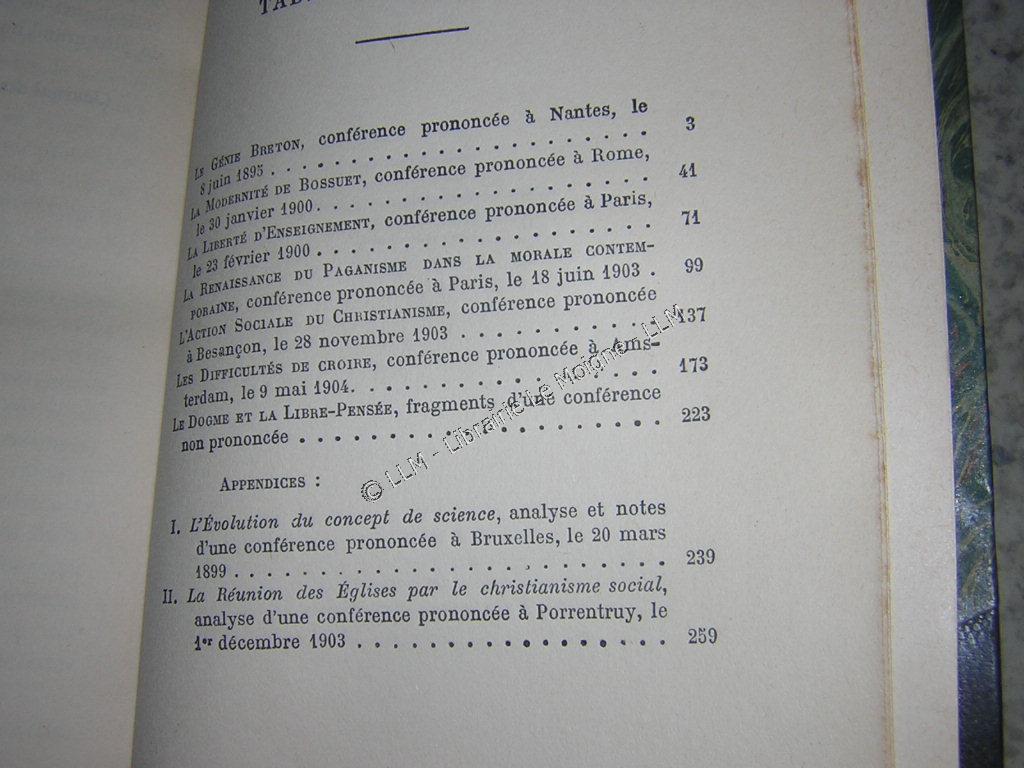 LE GÉNIE BRETON, conférence prononcée à Nantes, le
8 juin 1895 . . . . . . . . . . . . . . . . . . 3
LA MODERNITÉ DE BOSSUET, conférence prononcée à Rome,
le 30 janvier 1900. . . . . . . . . . . . . . . . 41
LA LIBERTÉ D'ENSEIGNEMENT, conférence prononcée à Paris,
le 23 février 1900 . . . . . . . . . . . . . . . . 71
LA RENAISSANCE DU PAGANISME DANS LA MORALE CONTEM-
PORAINE, conférence prononcée à Paris, le 18 juin 1903 . 99
L'ACTION SOCIALE DU CHRISTIANISME, conférence prononcée
à Besançon, le 28 novembre 1903 . . . . . . . . . . . 137
LES DIFFICULTÉS DE CROIRE, conférence prononcée à Ams-
terdam, le 9 mai 1904. . . . . . . . . . . . . . . 173
LE DOGME ET LA LIBRE-PENSÉE, fragments d'une conférence
non prononcée . . . . . . . . . . . . . . . . . . 223
APPENDICES :
I. L'Évolution du concept de science, analyse et notes
d'une conférence prononcée à Bruxelles, le 20 mars
1899 . . . . . . . . . . . . . . . . . . . . . . 239
II. La Réunion des Églises par le christianisme social,
analyse d'une conférence prononcée à Porrentruy, le
1er décembre 1903 . . . . . . . . . . . . . . . . 259
© LLM - Librairie Le Moigne - LLM